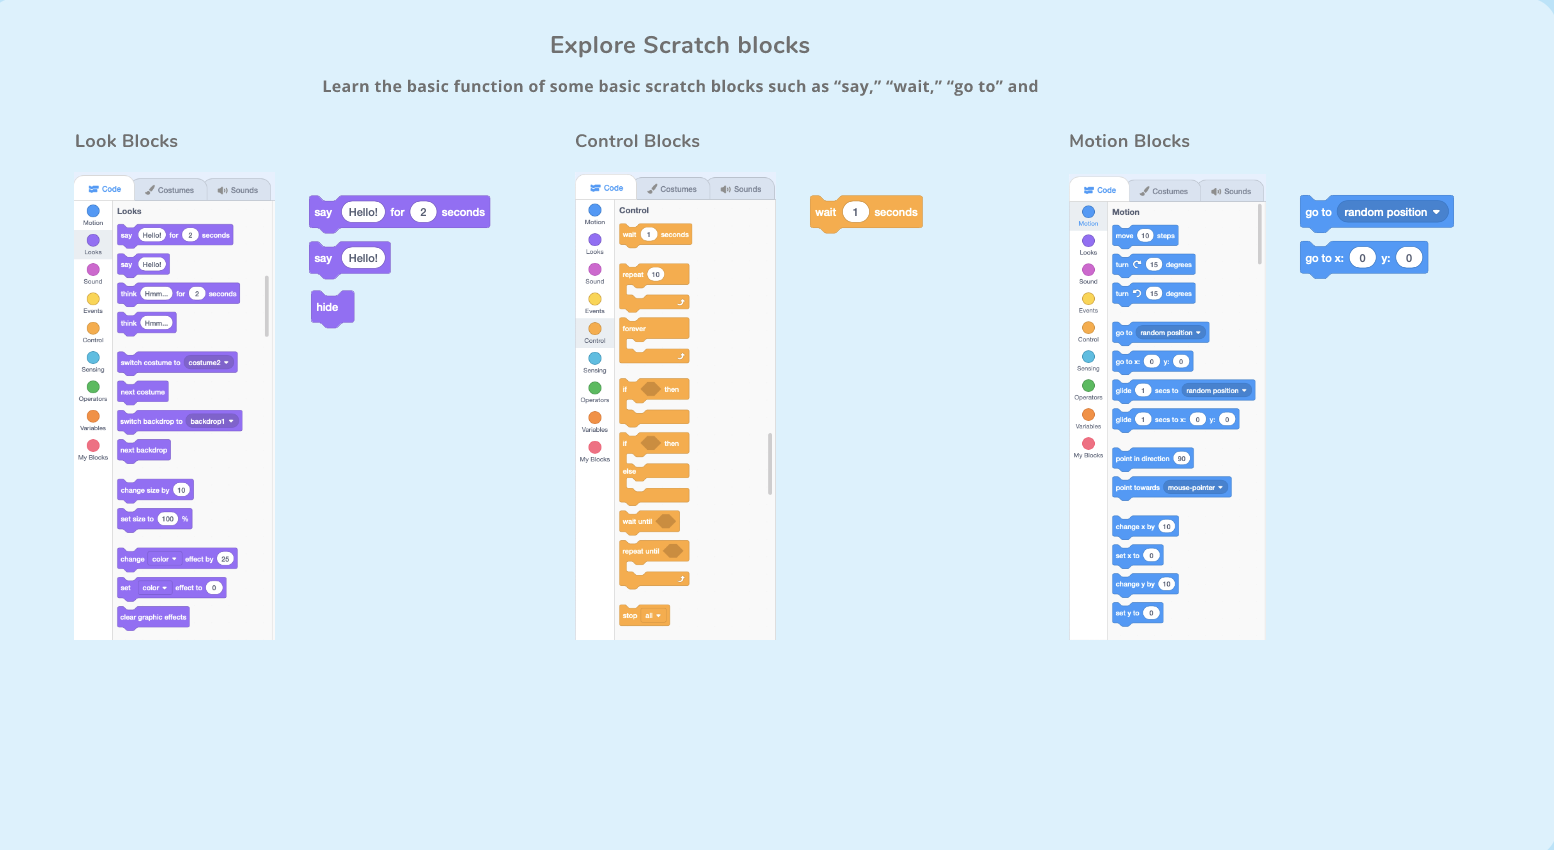 Explore Scratch blocks
Learn the basic function of some basic scratch blocks such as “say,” “wait,” “go to” and
Look Blocks
Code Costumes Sounds
Motion
Looks
Sound
Events
Control
Sensing
Operators
Variables
My Blocks
Looks
say Hello! for 2 seconds
say Hello!
think Hmm... for 2 seconds
think Hmm...
switch costume to costume2
next costume
switch backdrop to backdrop1
next backdrop
change size by 10
set size to 100 %
change color effect by 25
set color effect to 0
clear graphic effects
say Hello! for 2 seconds
say Hello!
hide
Control Blocks
Code Costumes Sounds
Motion
Looks
Sound
Events
Control
Sensing
Operators
Variables
My Blocks
Control
wait 1 seconds
repeat 10
forever
if then
if then
else
wait until
repeat until
stop all
wait 1 seconds
Motion Blocks
Code Costumes Sounds
Motion
Looks
Sound
Events
Control
Sensing
Operators
Variables
My Blocks
Motion
move 10 steps
turn 15 degrees
turn 15 degrees
go to random position
go to x: 0 y: 0
glide 1 secs to random position
glide 1 secs to x: 0 y: 0
point in direction 90
point towards mouse-pointer
change x by 10
set x to 0
change y by 10
set y to 0
go to random position
go to x: 0 y: 0